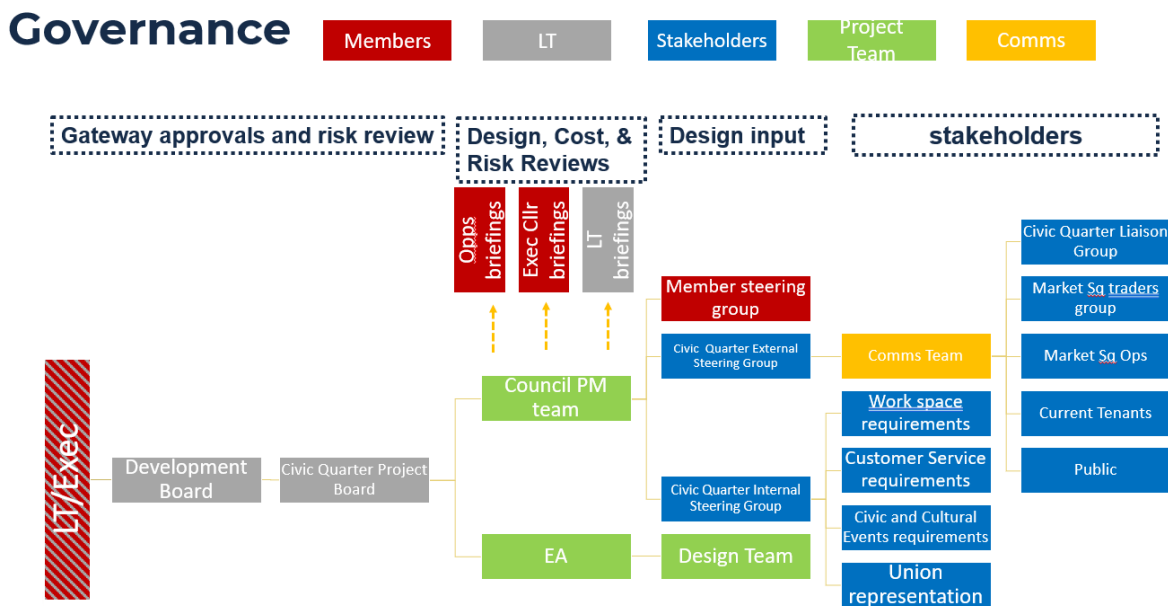 Governance
Members
LT
Stakeholders
Project
Team
Comms
Gateway approvals and risk review
Design, Cost, &
Risk Reviews
Design input
stakeholders
Opps
briefings
Exec Cllr
briefings
LT
briefings
LT/Exec
Development
Board
Civic Quarter Project
Board
Council PM
team
EA
Member steering
group
Civic Quarter External
Steering Group
Civic Quarter Internal
Steering Group
Design Team
Comms Team
Work space
requirements
Customer Service
requirements
Civic and Cultural
Events requirements
Union
representation
Civic Quarter Liaison
Group
Market Sq traders
group
Market Sq Ops
Current Tenants
Public